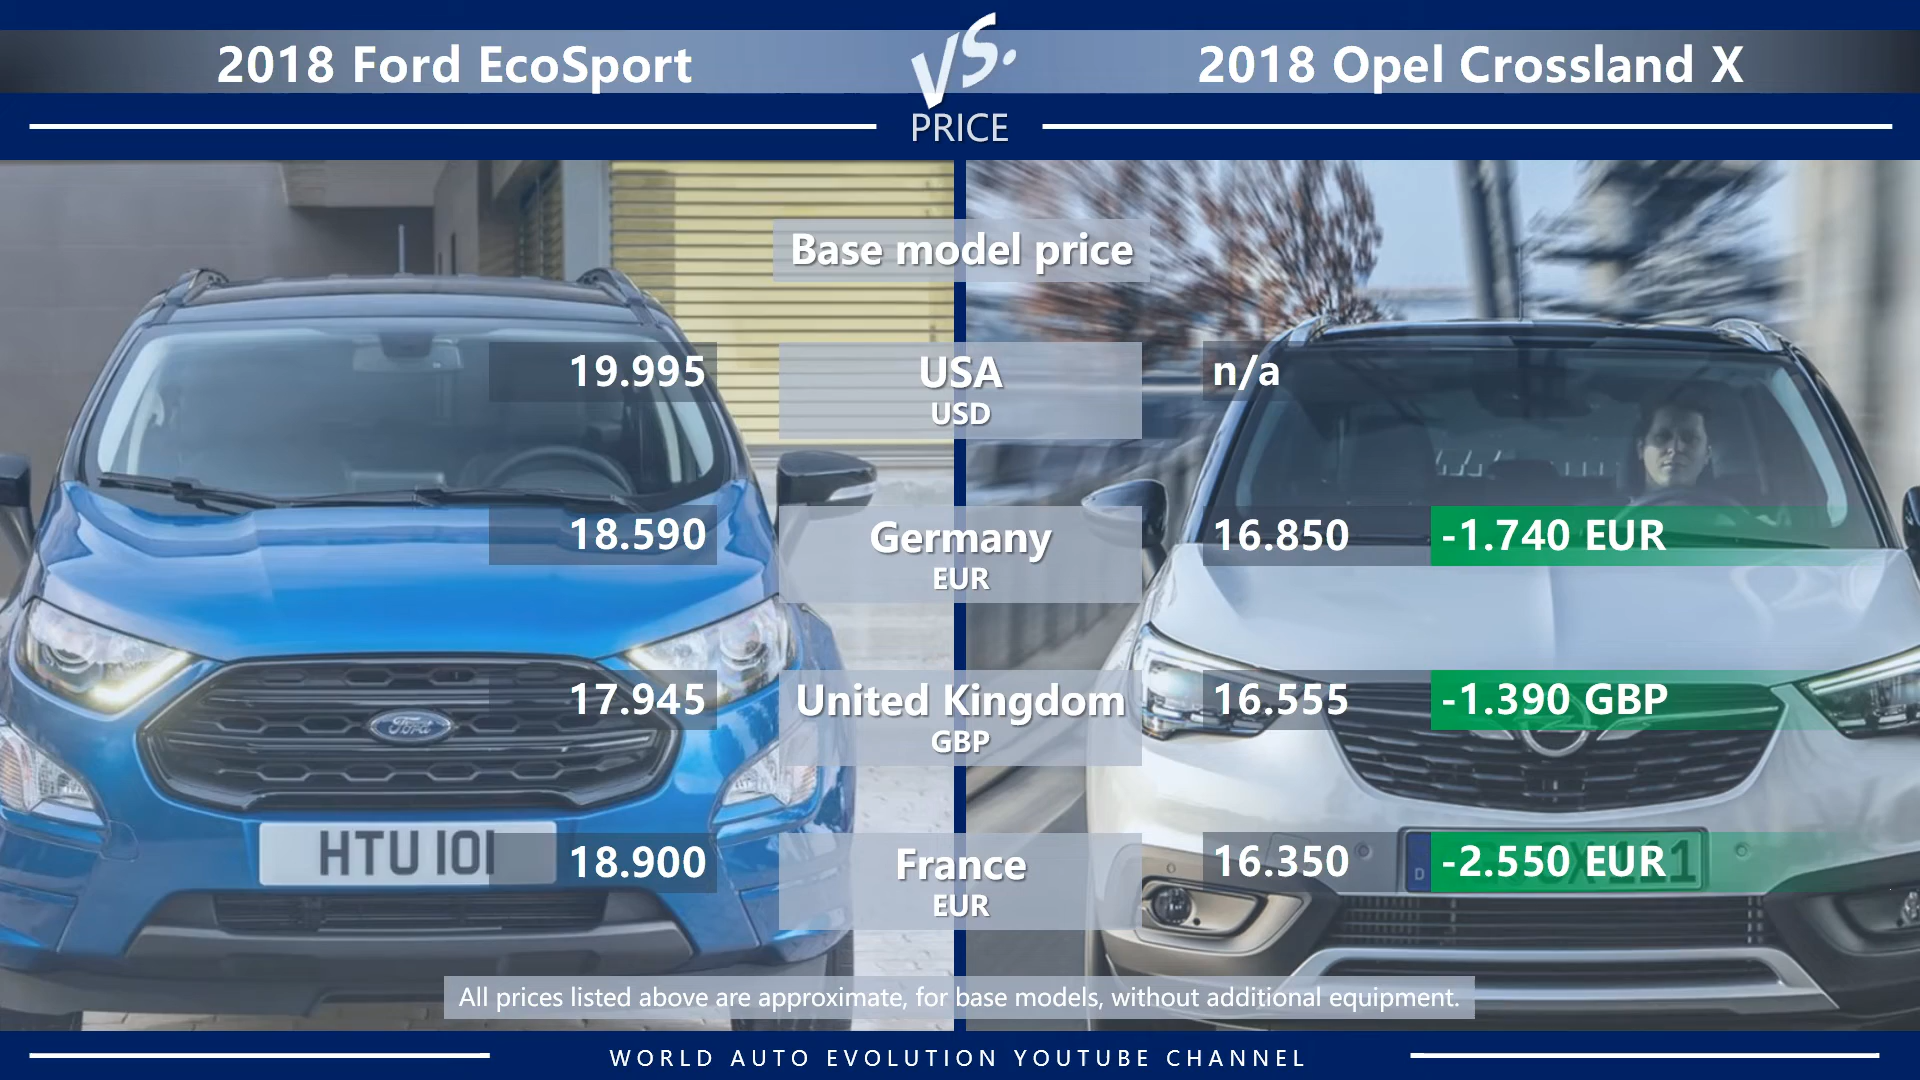 2018 Ford EcoSport
VS.
2018 Opel Crossland X
PRICE
Base model price
19.995
USA
USD
n/a
18.590
Germany
EUR
16.850
-1.740 EUR
17.945
United Kingdom
GBP
16.555
-1.390 GBP
Ford
HTU 101
18.900
France
EUR
16.350
-2.550 EUR
D
All prices listed above are approximate, for base models, without additional equipment.
WORLD AUTO EVOLUTION YOUTUBE CHANNEL